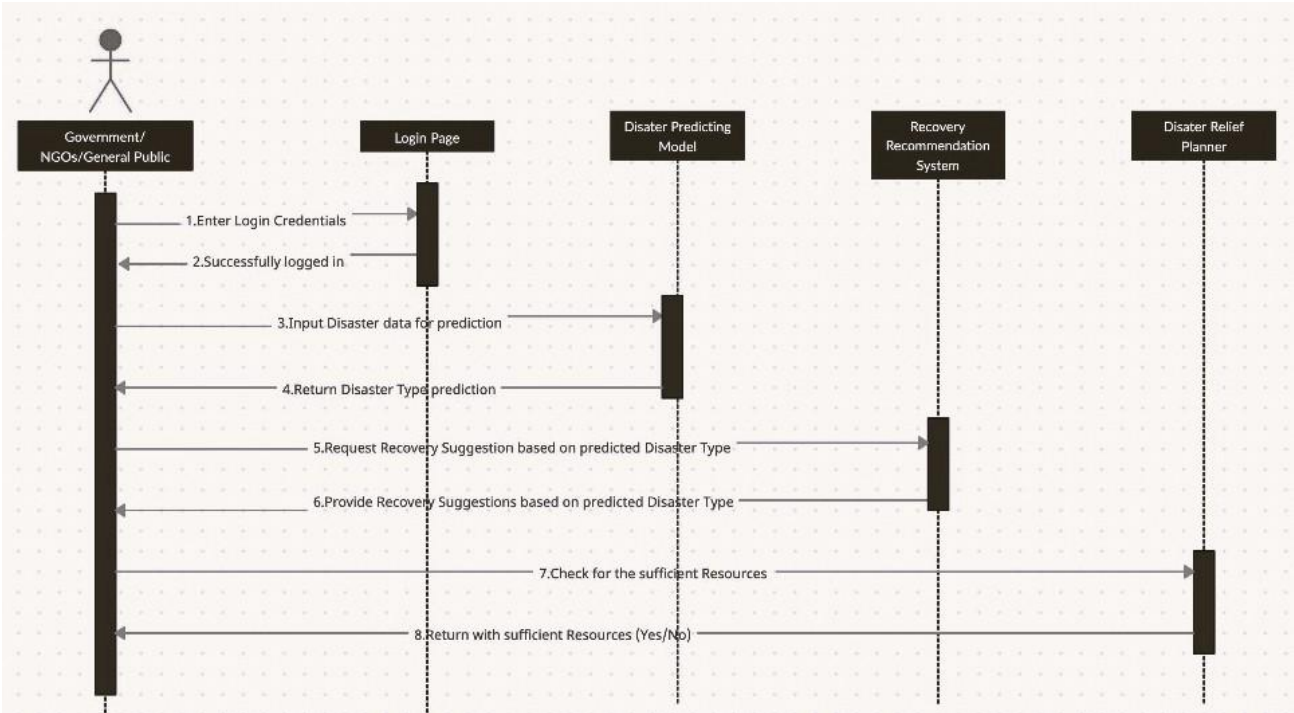 Government/
NGOs/General Public
Login Page
Disater Predicting
Model
Recovery
Recommendation
System
Disater Relief
Planner
1.Enter Login Credentials
2.Successfully logged in
3.Input Disaster data for prediction
4.Return Disaster Type prediction
5.Request Recovery Suggestion based on predicted Disaster Type
6.Provide Recovery Suggestions based on predicted Disaster Type
7.Check for the sufficient Resources
8.Return with sufficient Resources (Yes/No)